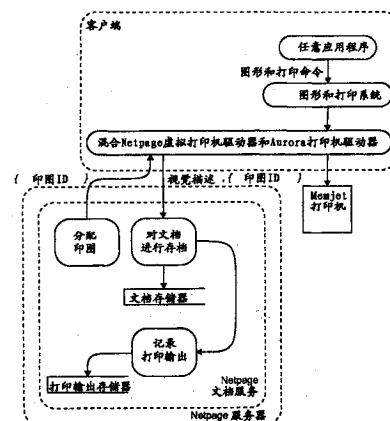 客户端
任意应用程序
图形和打印命令
图形和打印系统
混合Netpage虚拟打印机驱动器和Aurora打印机驱动器
{ 印图ID }
视觉描述, { 印图ID }
Memjet
打印机
分配
印图
对文档
进行存档
文档存储器
记录
打印输出
打印输出存储器
Netpage
文档服务
Netpage 服务器